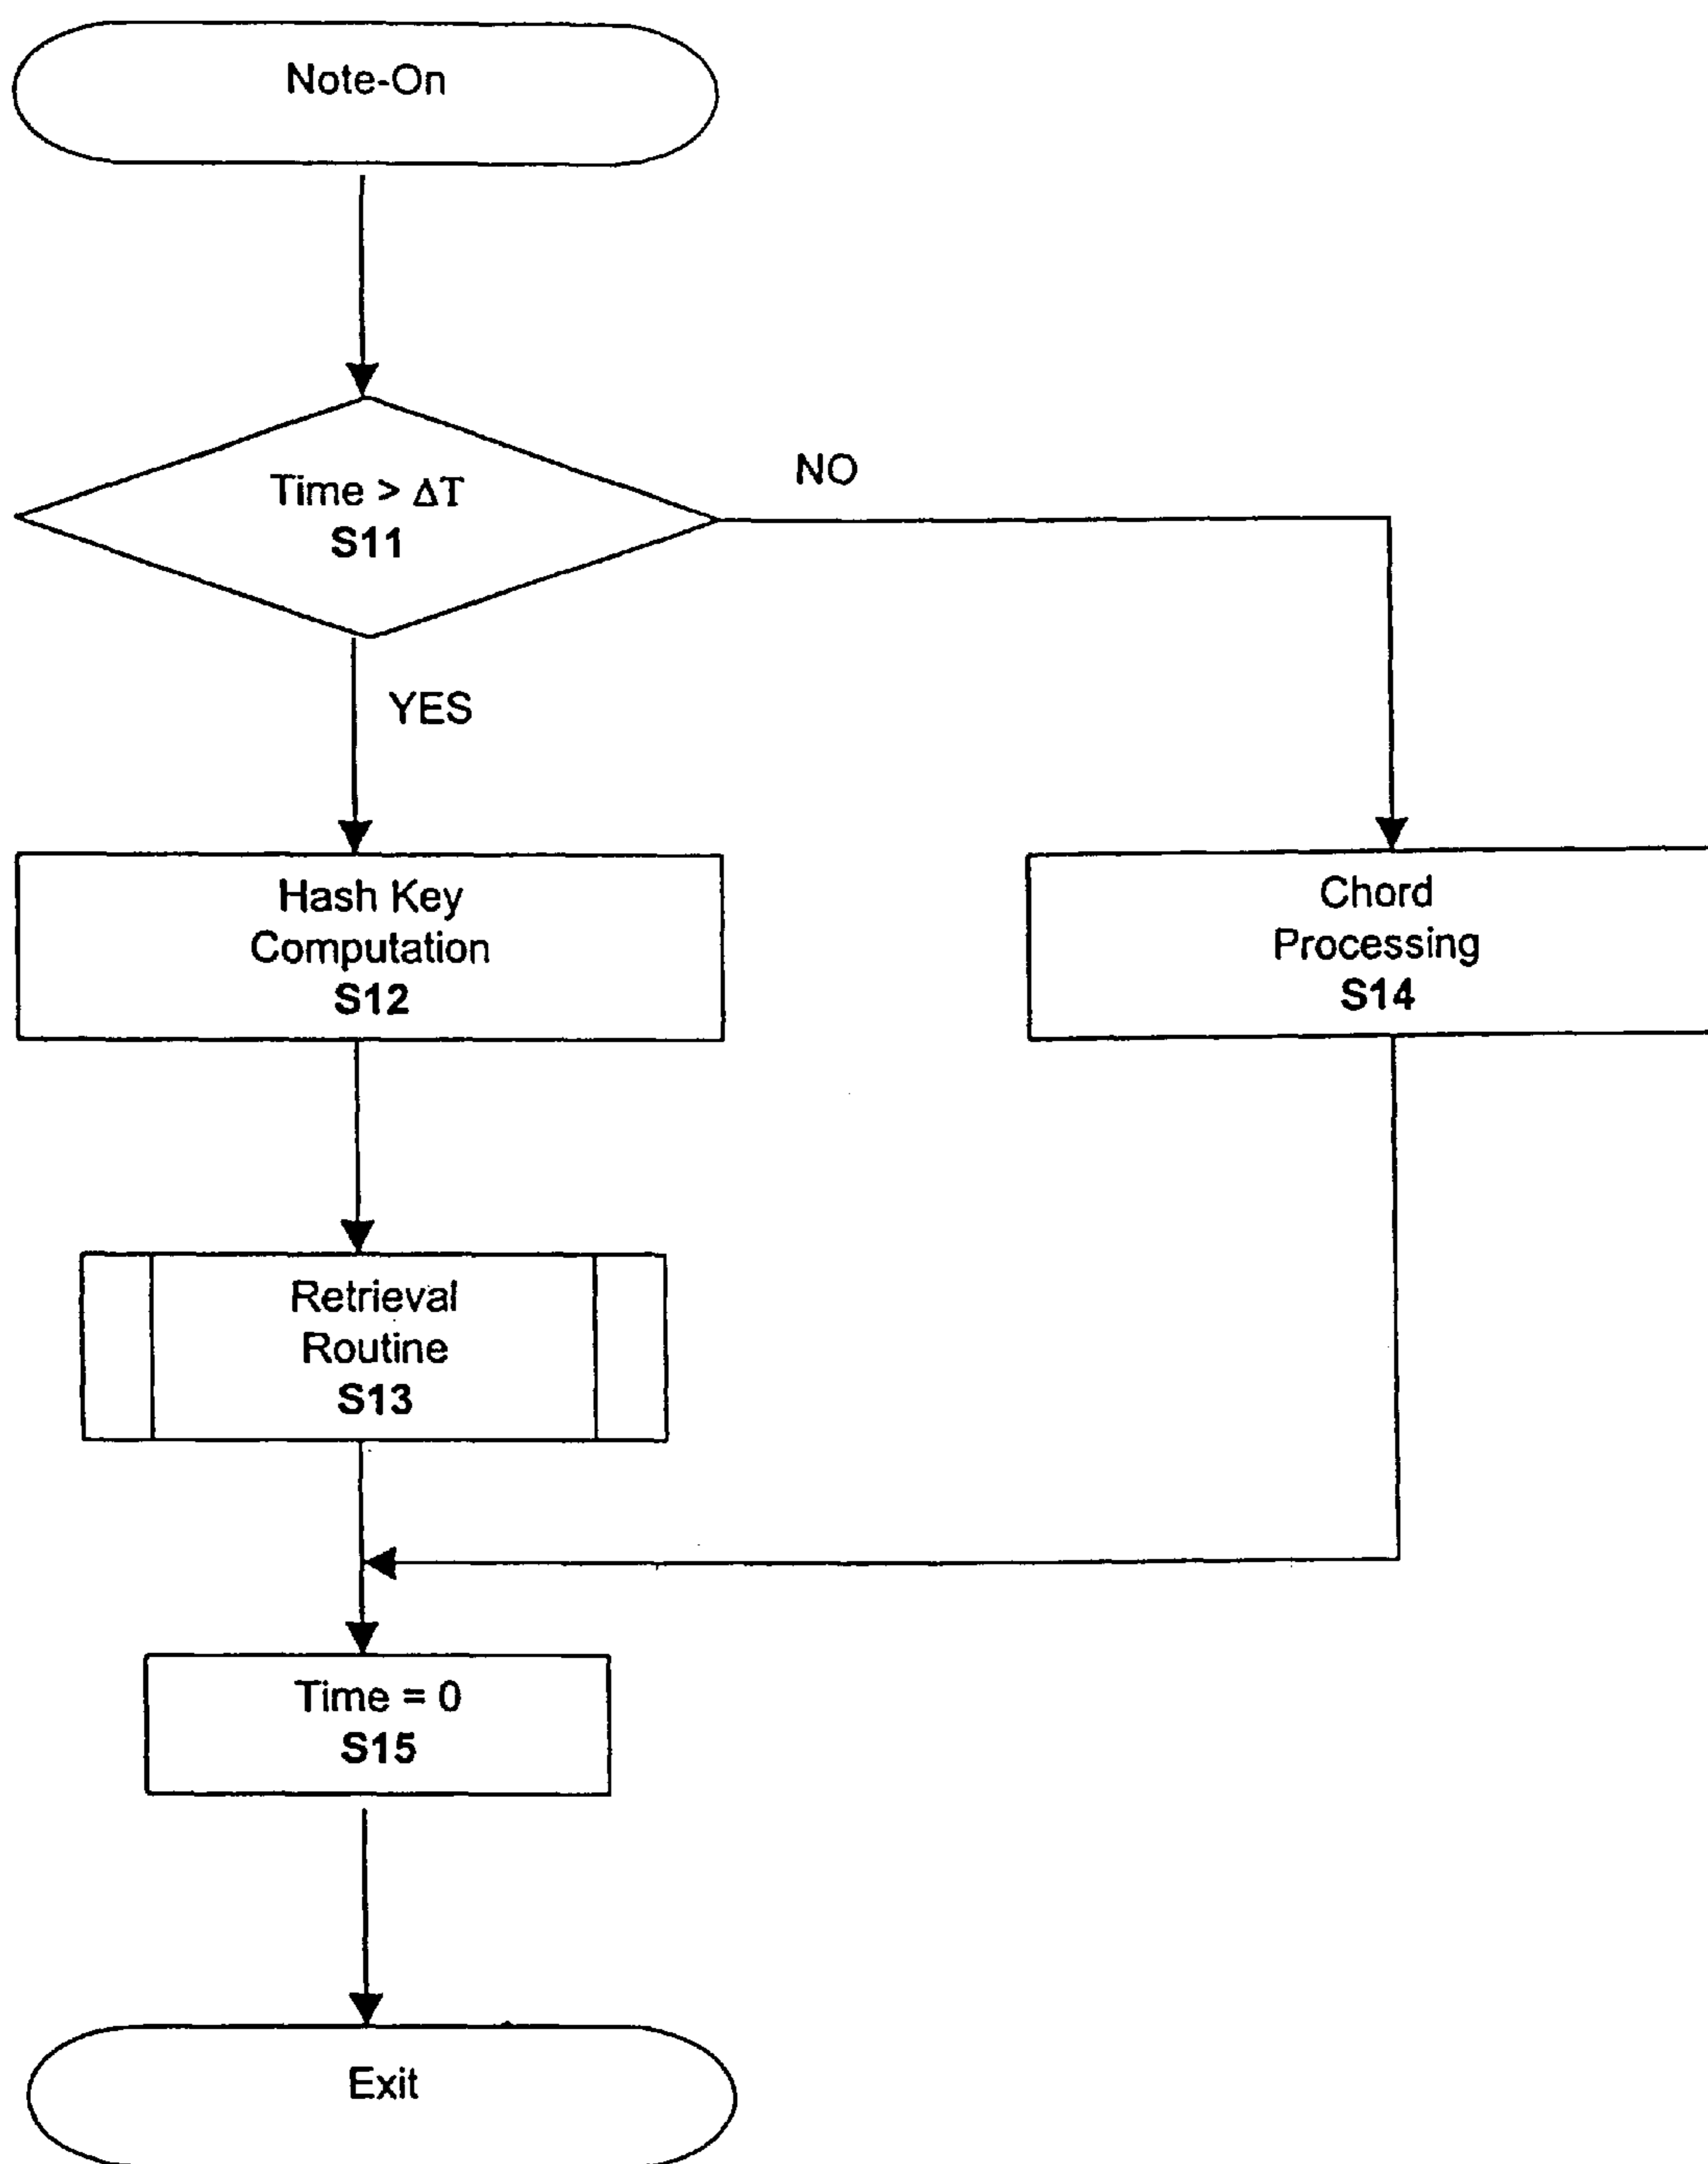 Note-On
Time > ΔT
S11
NO
YES
Hash Key
Computation
S12
Chord
Processing
S14
Retrieval
Routine
S13
Time = 0
S15
Exit